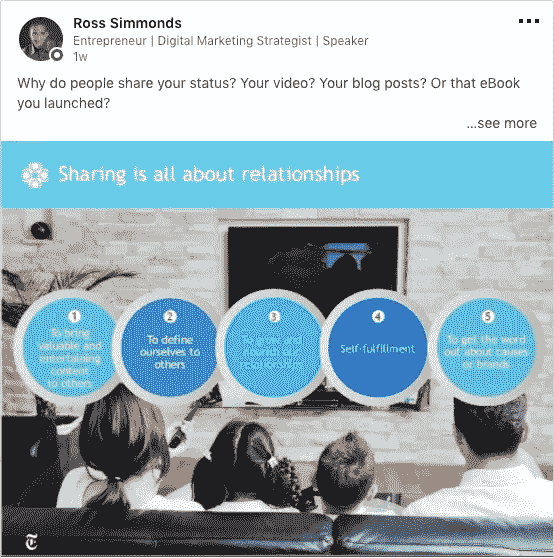 Ross Simmonds
Entrepreneur | Digital Marketing Strategist | Speaker
1w
Why do people share your status? Your video? Your blog posts? Or that eBook
you launched?
...see more
Sharing is all about relationships
1
To bring
valuable and
entertaining
content
to others
2
To define
ourselves to
others
3
To grow and
nourish our
relationships
4
Self-fulfillment
5
To get the word
out about causes
or brands
T